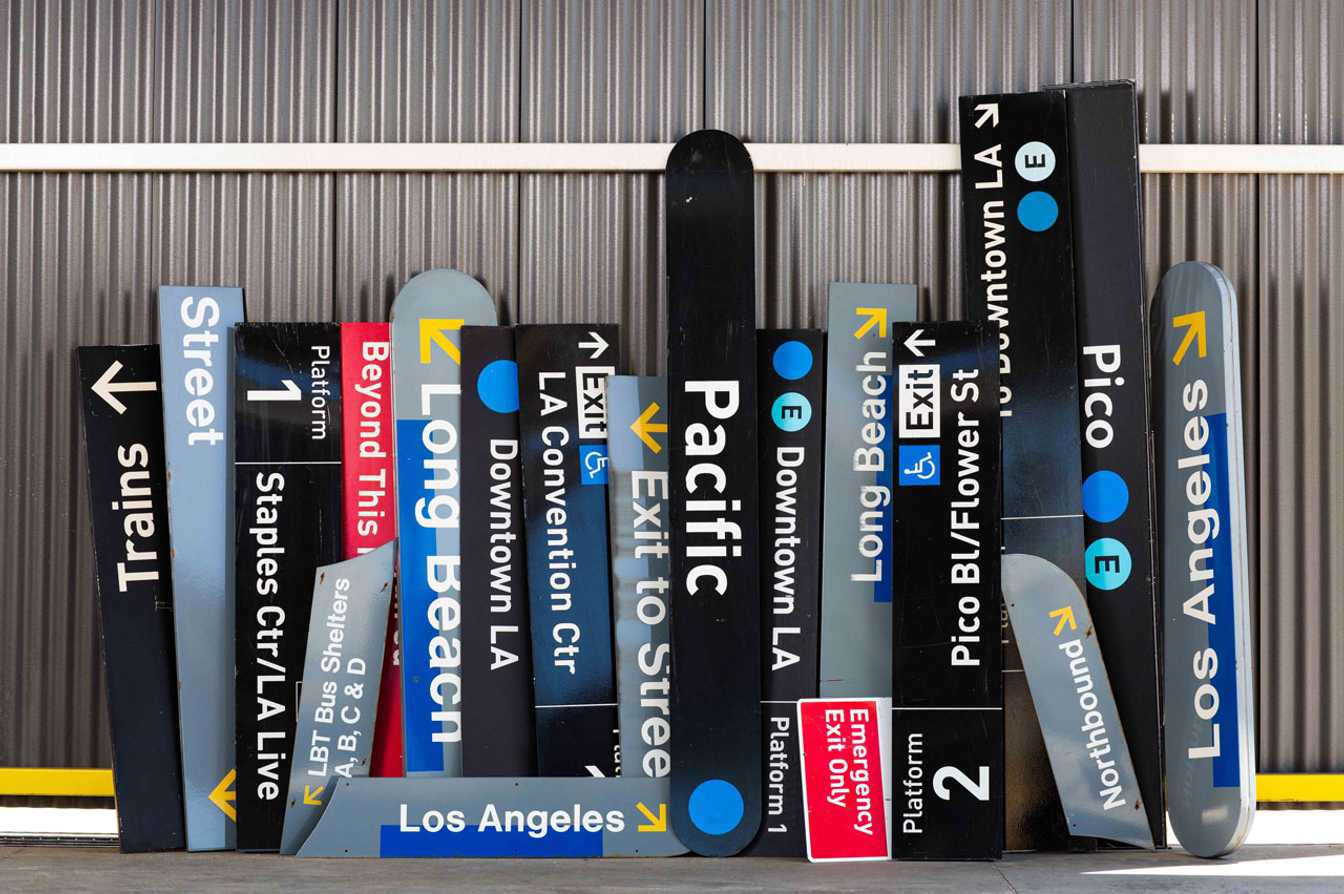 Trains
Street
Platform
1
Staples Ctr/LA Live
Beyond This
LBT Bus Shelters
A, B, C & D
Long Beach
Downtown LA
Exit
LA Convention Ctr
Exit to Stree
Los Angeles
Pacific
E
Downtown LA
Platform 1
Long Beach
Emergency
Exit Only
Exit
Pico Bl/Flower St
Platform
2
E
To Downtown LA
Pico
E
Northbound
Los Angeles